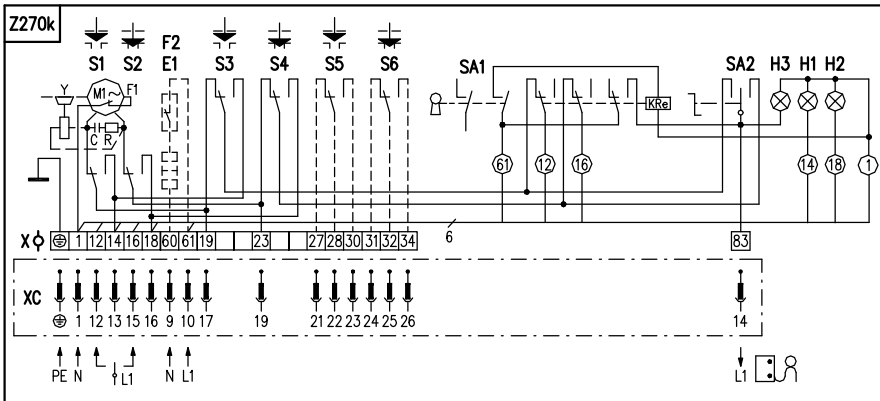 Z270k
F2
S1 S2 E1 S3 S4 S5 S6 SA1 SA2 H3 H1 H2
Y M1~ F1
KRe
C R
61 12 16 14 18 1
6
X 1 12 14 16 18 60 61 19 23 27 28 30 31 32 34 83
XC
1 12 13 15 16 9 10 17 19 21 22 23 24 25 26 14
PE N L1 N L1 L1